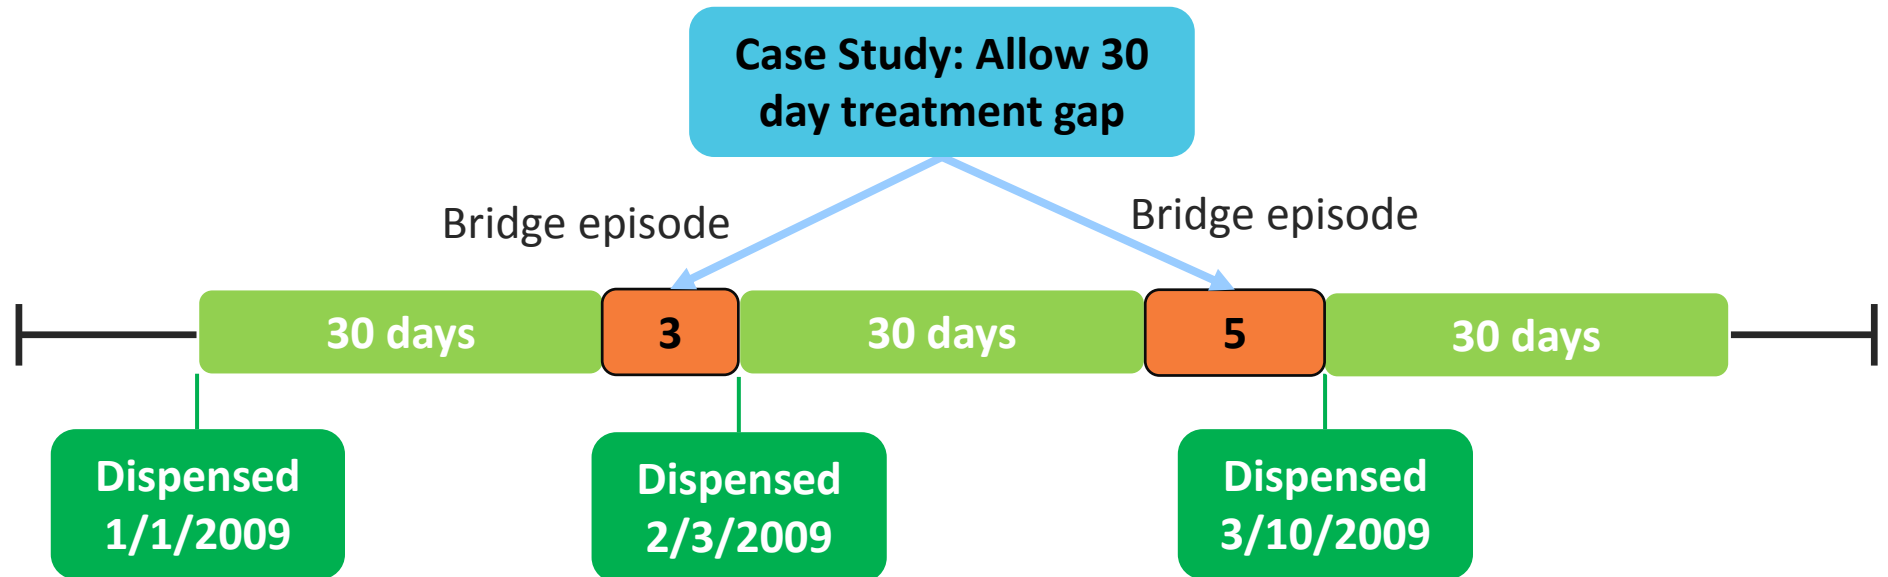 Case Study: Allow 30
day treatment gap
Bridge episode
Bridge episode
30 days
3
30 days
5
30 days
Dispensed
1/1/2009
Dispensed
2/3/2009
Dispensed
3/10/2009